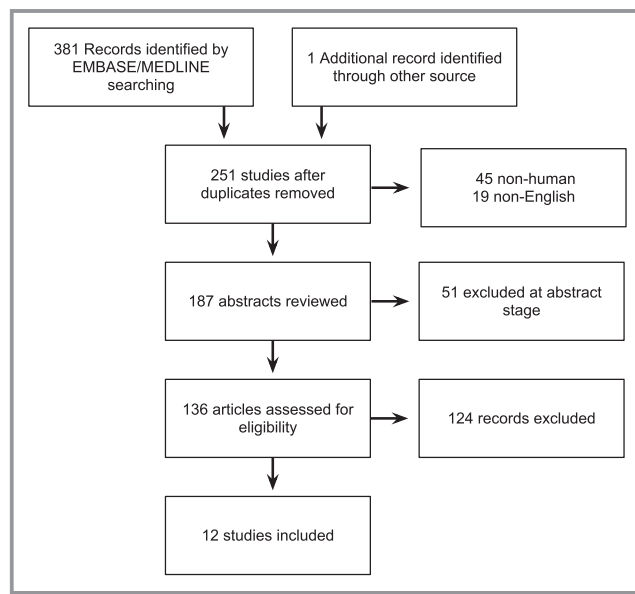 381 Records identified by
EMBASE/MEDLINE
searching
1 Additional record identified
through other source
251 studies after
duplicates removed
45 non-human
19 non-English
187 abstracts reviewed
51 excluded at abstract
stage
136 articles assessed for
eligibility
124 records excluded
12 studies included